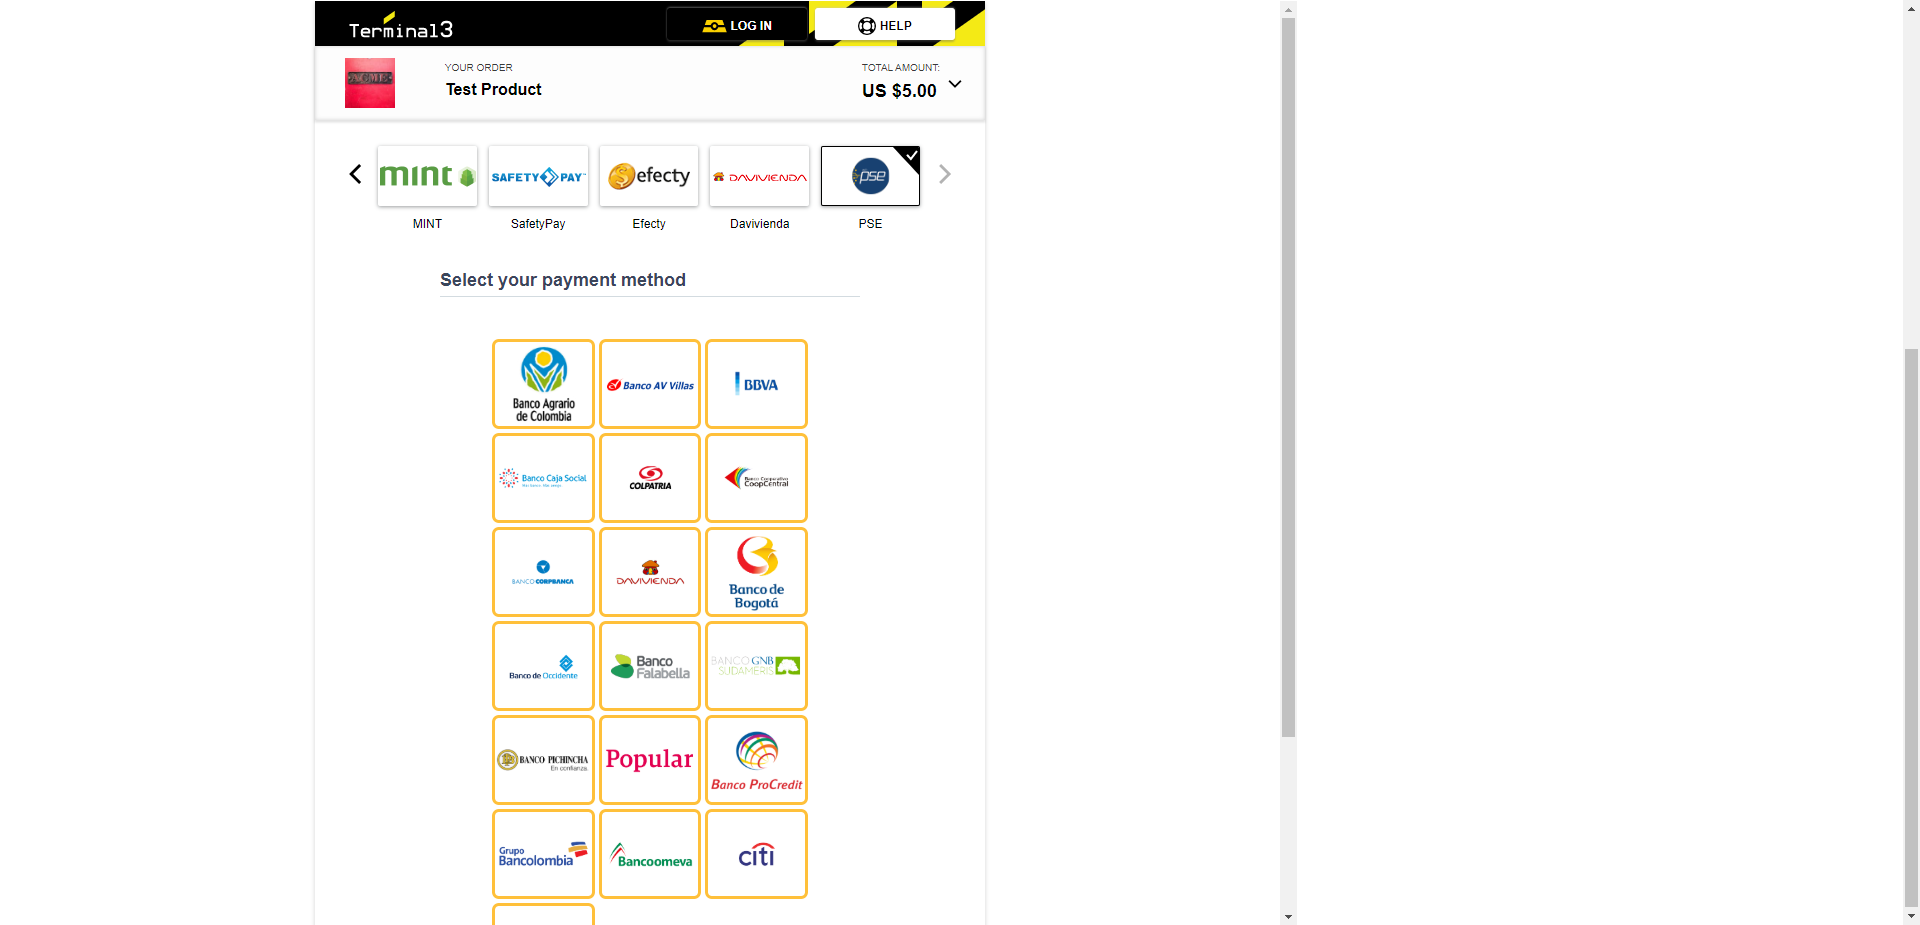 Terminal3
LOG IN
HELP
ACME
YOUR ORDER
Test Product
TOTAL AMOUNT:
US $5.00
mint
SAFETY PAY
efecty
DAVIVIENDA
pse
MINT
SafetyPay
Efecty
Davivienda
PSE
Select your payment method
Banco Agrario
de Colombia
Banco AV Villas
BBVA
Banco Caja Social
COLPATRIA
Banco Cooperativo
CoopCentral
BANCO CORPBANCA
DAVIVIENDA
Banco de
Bogotá
Banco de Occidente
Banco
Falabella
BANCO GNB
SUDAMERIS
BANCO PICHINCHA
En confianza.
Popular
Banco ProCredit
Grupo
Bancolombia
Bancoomeva
citi